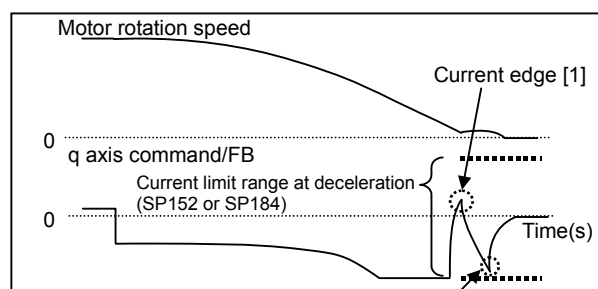 Motor rotation speed
Current edge [1]
0
q axis command/FB
Current limit range at deceleration
(SP152 or SP184)
0
Time(s)